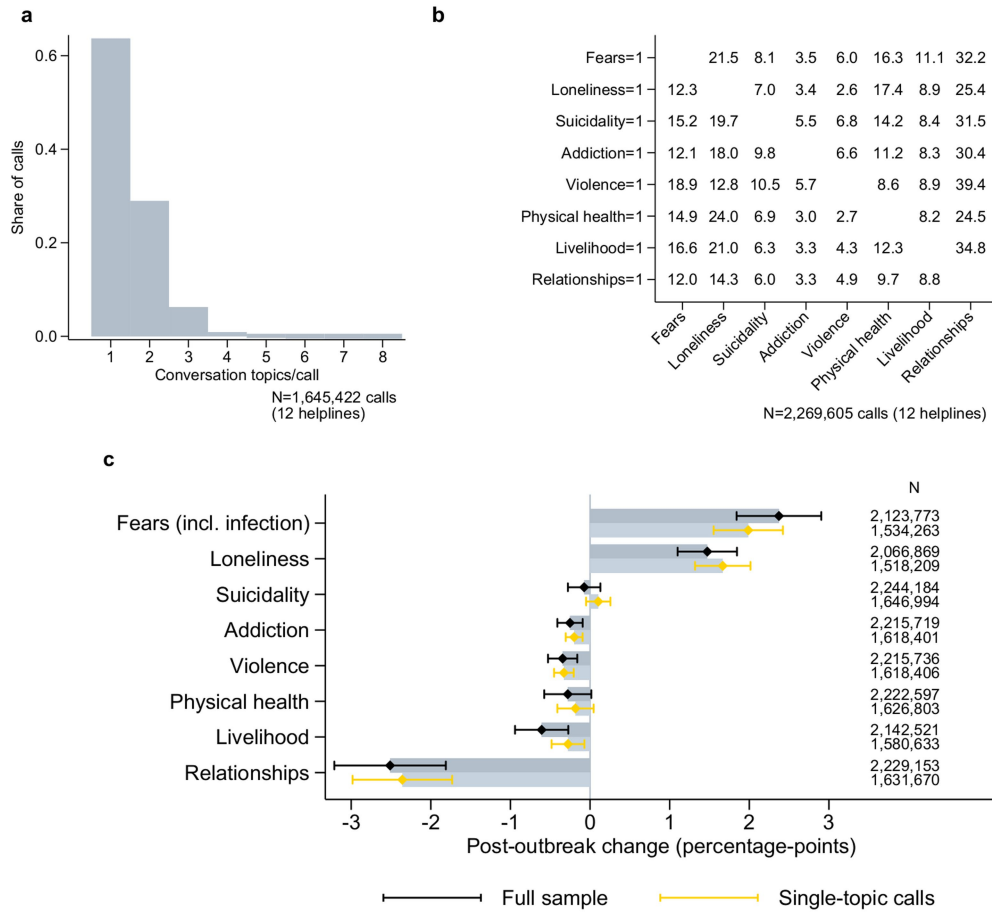 a
0.6
0.4
0.2
0.0
Share of calls
1 2 3 4 5 6 7 8
Conversation topics/call
N=1,645,422 calls
(12 helplines)
b
Fears=1 21.5 8.1 3.5 6.0 16.3 11.1 32.2
Loneliness=1 12.3 7.0 3.4 2.6 17.4 8.9 25.4
Suicidality=1 15.2 19.7 5.5 6.8 14.2 8.4 31.5
Addiction=1 12.1 18.0 9.8 6.6 11.2 8.3 30.4
Violence=1 18.9 12.8 10.5 5.7 8.6 8.9 39.4
Physical health=1 14.9 24.0 6.9 3.0 2.7 8.2 24.5
Livelihood=1 16.6 21.0 6.3 3.3 4.3 12.3 34.8
Relationships=1 12.0 14.3 6.0 3.3 4.9 9.7 8.8
Fears Loneliness Suicidality Addiction Violence Physical health Livelihood Relationships
N=2,269,605 calls (12 helplines)
c
N
Fears (incl. infection) 2,123,773
1,534,263
Loneliness 2,066,869
1,518,209
Suicidality 2,244,184
1,646,994
Addiction 2,215,719
1,618,401
Violence 2,215,736
1,618,406
Physical health 2,222,597
1,626,803
Livelihood 2,142,521
1,580,633
Relationships 2,229,153
1,631,670
-3 -2 -1 0 1 2 3
Post-outbreak change (percentage-points)
Full sample Single-topic calls